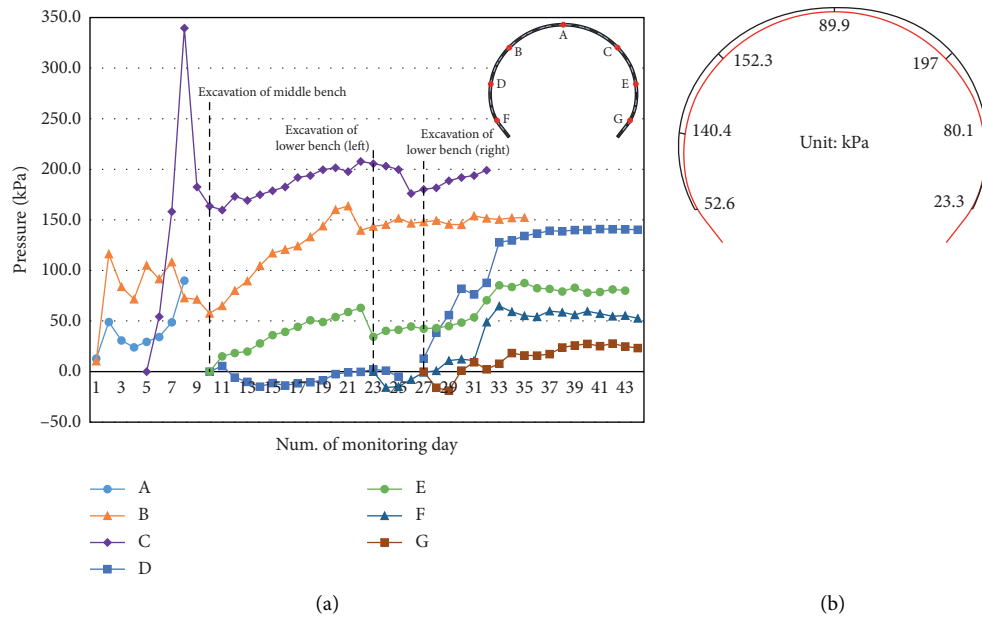 350.0
300.0
250.0
200.0
150.0
100.0
50.0
0.0
−50.0
Pressure (kPa)
1 3 5 7 9 11 13 15 17 19 21 23 25 27 29 31 33 35 37 39 41 43
Num. of monitoring day
Excavation of middle bench
Excavation of
lower bench (left)
Excavation of
lower bench (right)
A
B
C
D
E
F
G
A
B
C
D
E
F
G
(a)
89.9
152.3
197
140.4
80.1
Unit: kPa
52.6
23.3
(b)